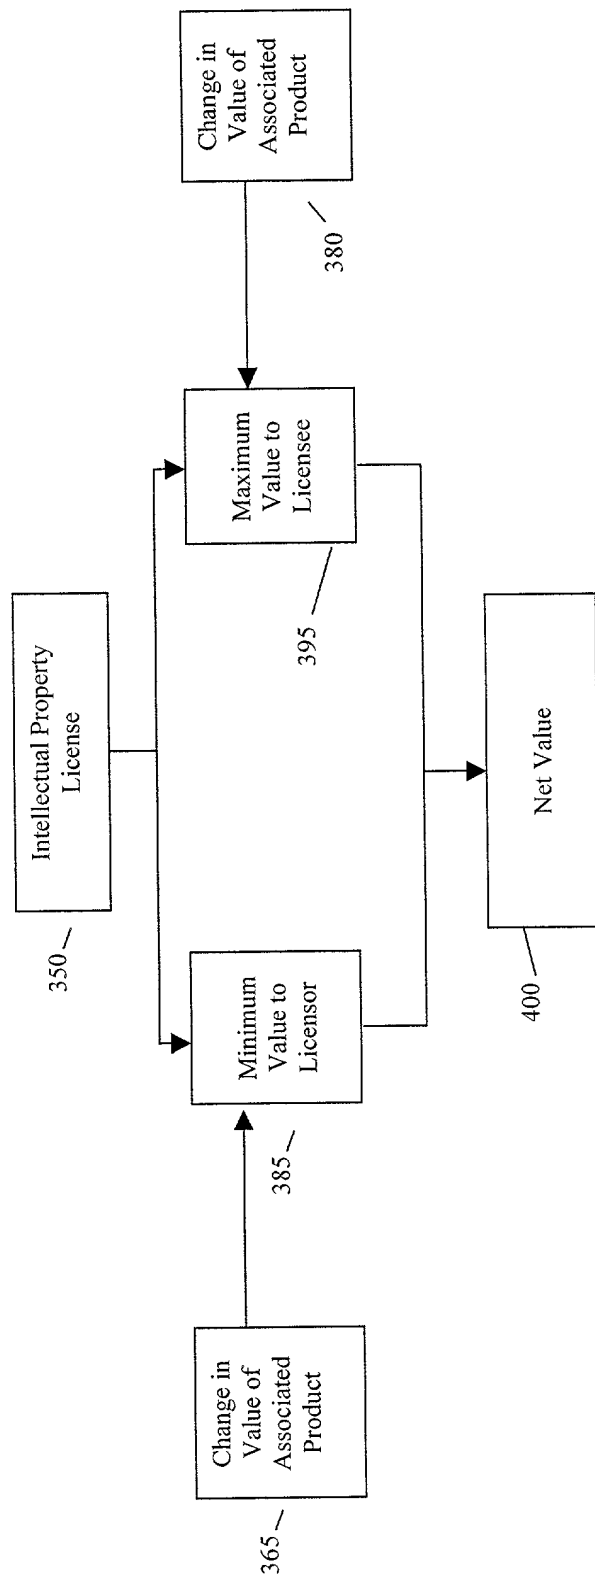 350
Intellectual Property
License
365
Change in
Value of
Associated
Product
385
Minimum
Value to
Licensor
395
Maximum
Value to
Licensee
380
Change in
Value of
Associated
Product
400
Net Value